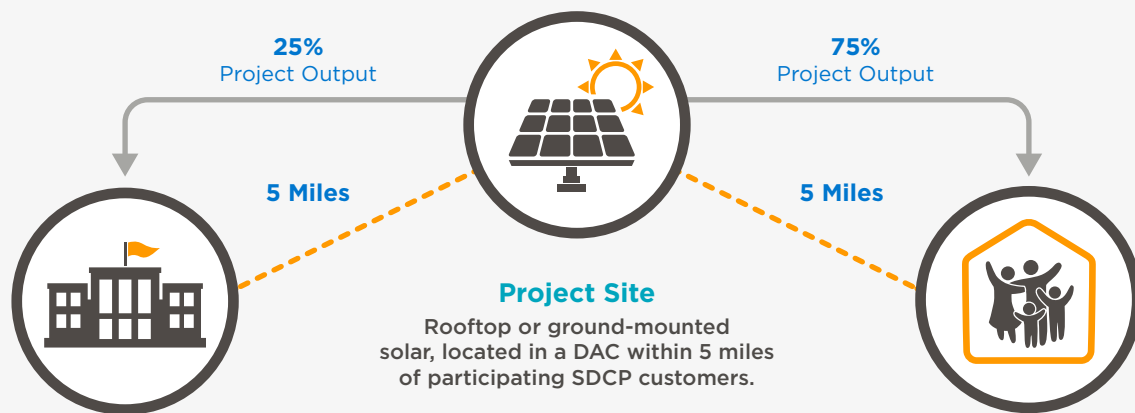 25%
Project Output
75%
Project Output
5 Miles
5 Miles
Project Site
Rooftop or ground-mounted
solar, located in a DAC within 5 miles
of participating SDCP customers.